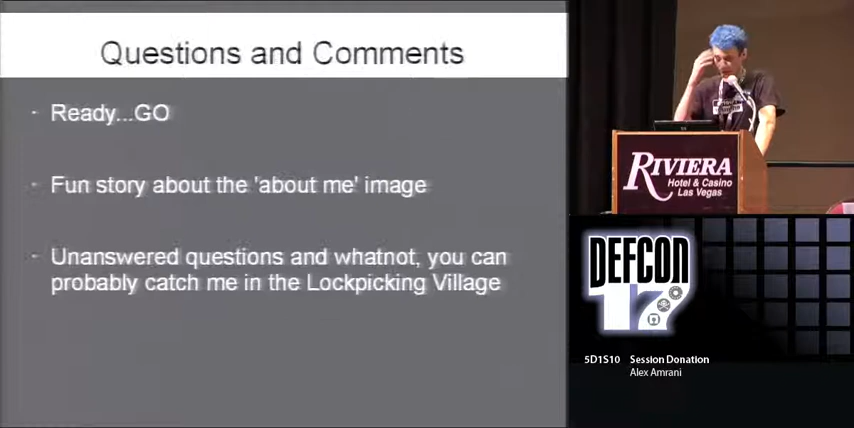 Questions and Comments
Ready...GO
Fun story about the 'about me' image
Unanswered questions and whatnot, you can
probably catch me in the Lockpicking Village
RIVIERA
Hotel & Casino
Las Vegas
DEFCON
17
5D1S10 Session Donation
Alex Amrani